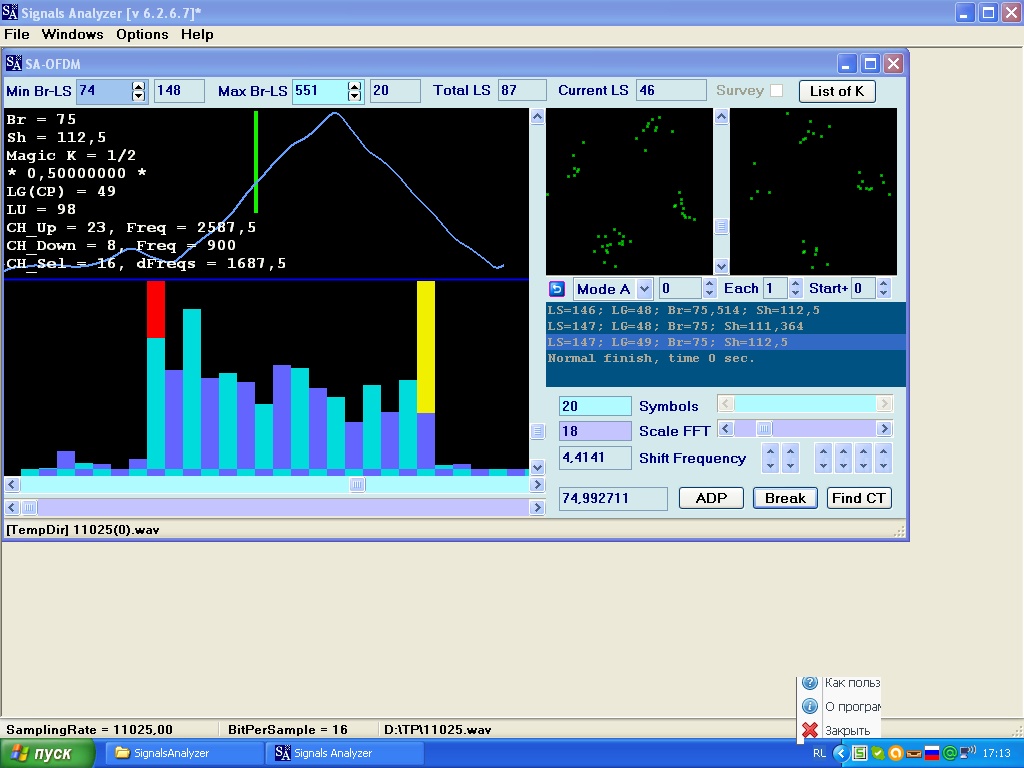 Signals Analyzer [v 6.2.6.7]*
File Windows Options Help
SA-OFDM
Min Br-LS 74 148 Max Br-LS 551 20 Total LS 87 Current LS 46 Survey List of K
Br = 75
Sh = 112,5
Magic K = 1/2
* 0,50000000 *
LG(CP) = 49
LU = 98
CH_Up = 23, Freq = 2587,5
CH_Down = 8, Freq = 900
CH_Sel = 16, dFreqs = 1687,5
Mode A 0 Each 1 Start+ 0
LS=146; LG=48; Br=75,514; Sh=112,5
LS=147; LG=48; Br=75; Sh=111,364
LS=147; LG=49; Br=75; Sh=112,5
Normal finish, time 0 sec.
20 Symbols
18 Scale FFT
4,4141 Shift Frequency
74,992711 ADP Break Find CT
[TempDir] 11025(0).wav
Как польз
О програм
Закрыть
SamplingRate = 11025,00 BitPerSample = 16 D:\TP\11025.wav
пуск SignalsAnalyzer Signals Analyzer RL 17:13